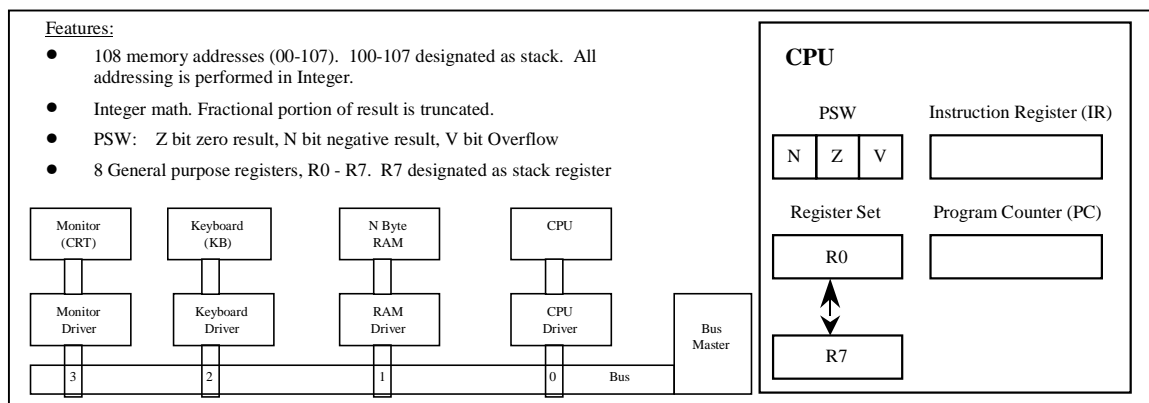 Features:
● 108 memory addresses (00-107). 100-107 designated as stack. All
addressing is performed in Integer.
● Integer math. Fractional portion of result is truncated.
● PSW: Z bit zero result, N bit negative result, V bit Overflow
● 8 General purpose registers, R0 - R7. R7 designated as stack register
Monitor
(CRT)
Keyboard
(KB)
N Byte
RAM
CPU
Monitor
Driver
Keyboard
Driver
RAM
Driver
CPU
Driver
Bus
Master
3
2
1
0
Bus
CPU
PSW
Instruction Register (IR)
N Z V
Register Set
Program Counter (PC)
R0
R7